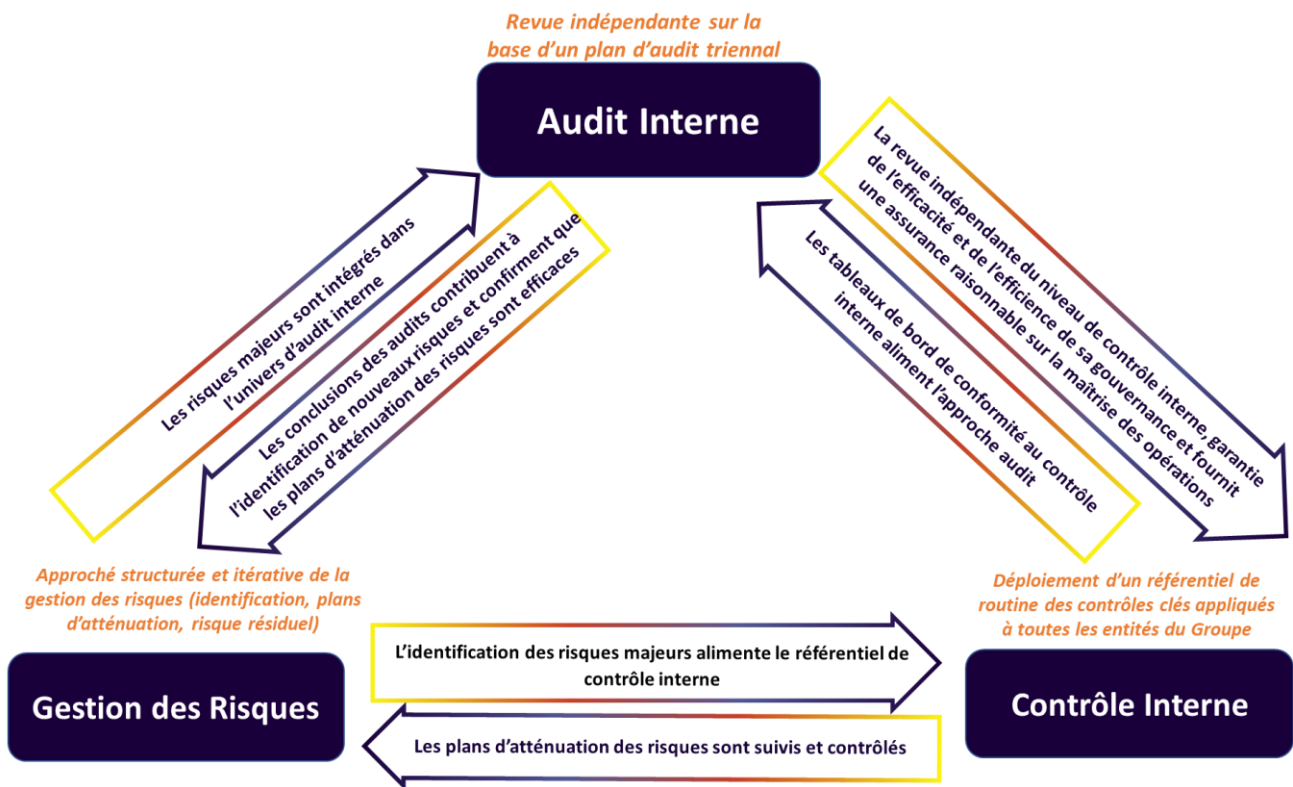 Revue indépendante sur la
base d'un plan d'audit triennal
Audit Interne
Les risques majeurs sont intégrés dans
l'univers d'audit interne
Les conclusions des audits contribuent à
l'identification de nouveaux risques et confirment que
les plans d'atténuation des risques sont efficaces
La revue indépendante du niveau de contrôle interne, garantie
de l'efficacité et de l'efficience de sa gouvernance et fournit
une assurance raisonnable sur la maîtrise des opérations
Les tableaux de bord de conformité au contrôle
interne aliment l'approche audit
Approché structurée et itérative de la
gestion des risques (identification, plans
d'atténuation, risque résiduel)
Gestion des Risques
L'identification des risques majeurs alimente le référentiel de
contrôle interne
Les plans d'atténuation des risques sont suivis et contrôlés
Déploiement d'un référentiel de
routine des contrôles clés appliqués
à toutes les entités du Groupe
Contrôle Interne